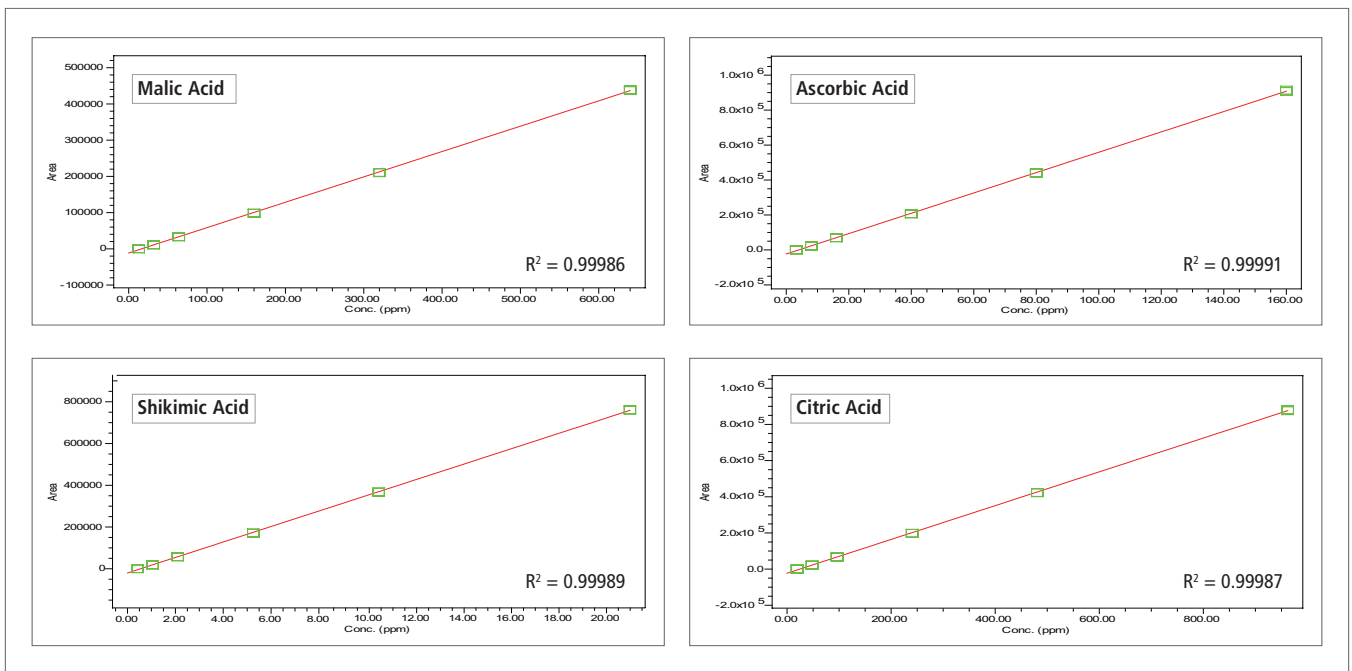 Malic Acid
500000
400000
300000
200000
100000
0
-100000
Area
0.00 100.00 200.00 300.00 400.00 500.00 600.00
Conc. (ppm)
R² = 0.99986
Ascorbic Acid
1.0x10 6
8.0x10 5
6.0x10 5
4.0x10 5
2.0x10 5
0.0
-2.0x10 5
Area
0.00 20.00 40.00 60.00 80.00 100.00 120.00 140.00 160.00
Conc. (ppm)
R² = 0.99991
Shikimic Acid
800000
600000
400000
200000
0
Area
0.00 2.00 4.00 6.00 8.00 10.00 12.00 14.00 16.00 18.00 20.00
Conc. (ppm)
R² = 0.99989
Citric Acid
1.0x10 6
8.0x10 5
6.0x10 5
4.0x10 5
2.0x10 5
0.0
-2.0x10 5
Area
0.00 200.00 400.00 600.00 800.00
Conc. (ppm)
R² = 0.99987